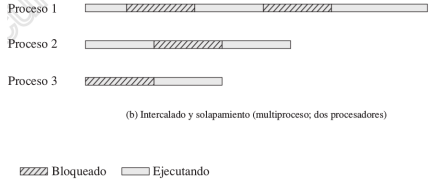 Proceso 1
Proceso 2
Proceso 3
(b) Intercalado y solapamiento (multiproceso; dos procesadores)
Bloqueado Ejecutando